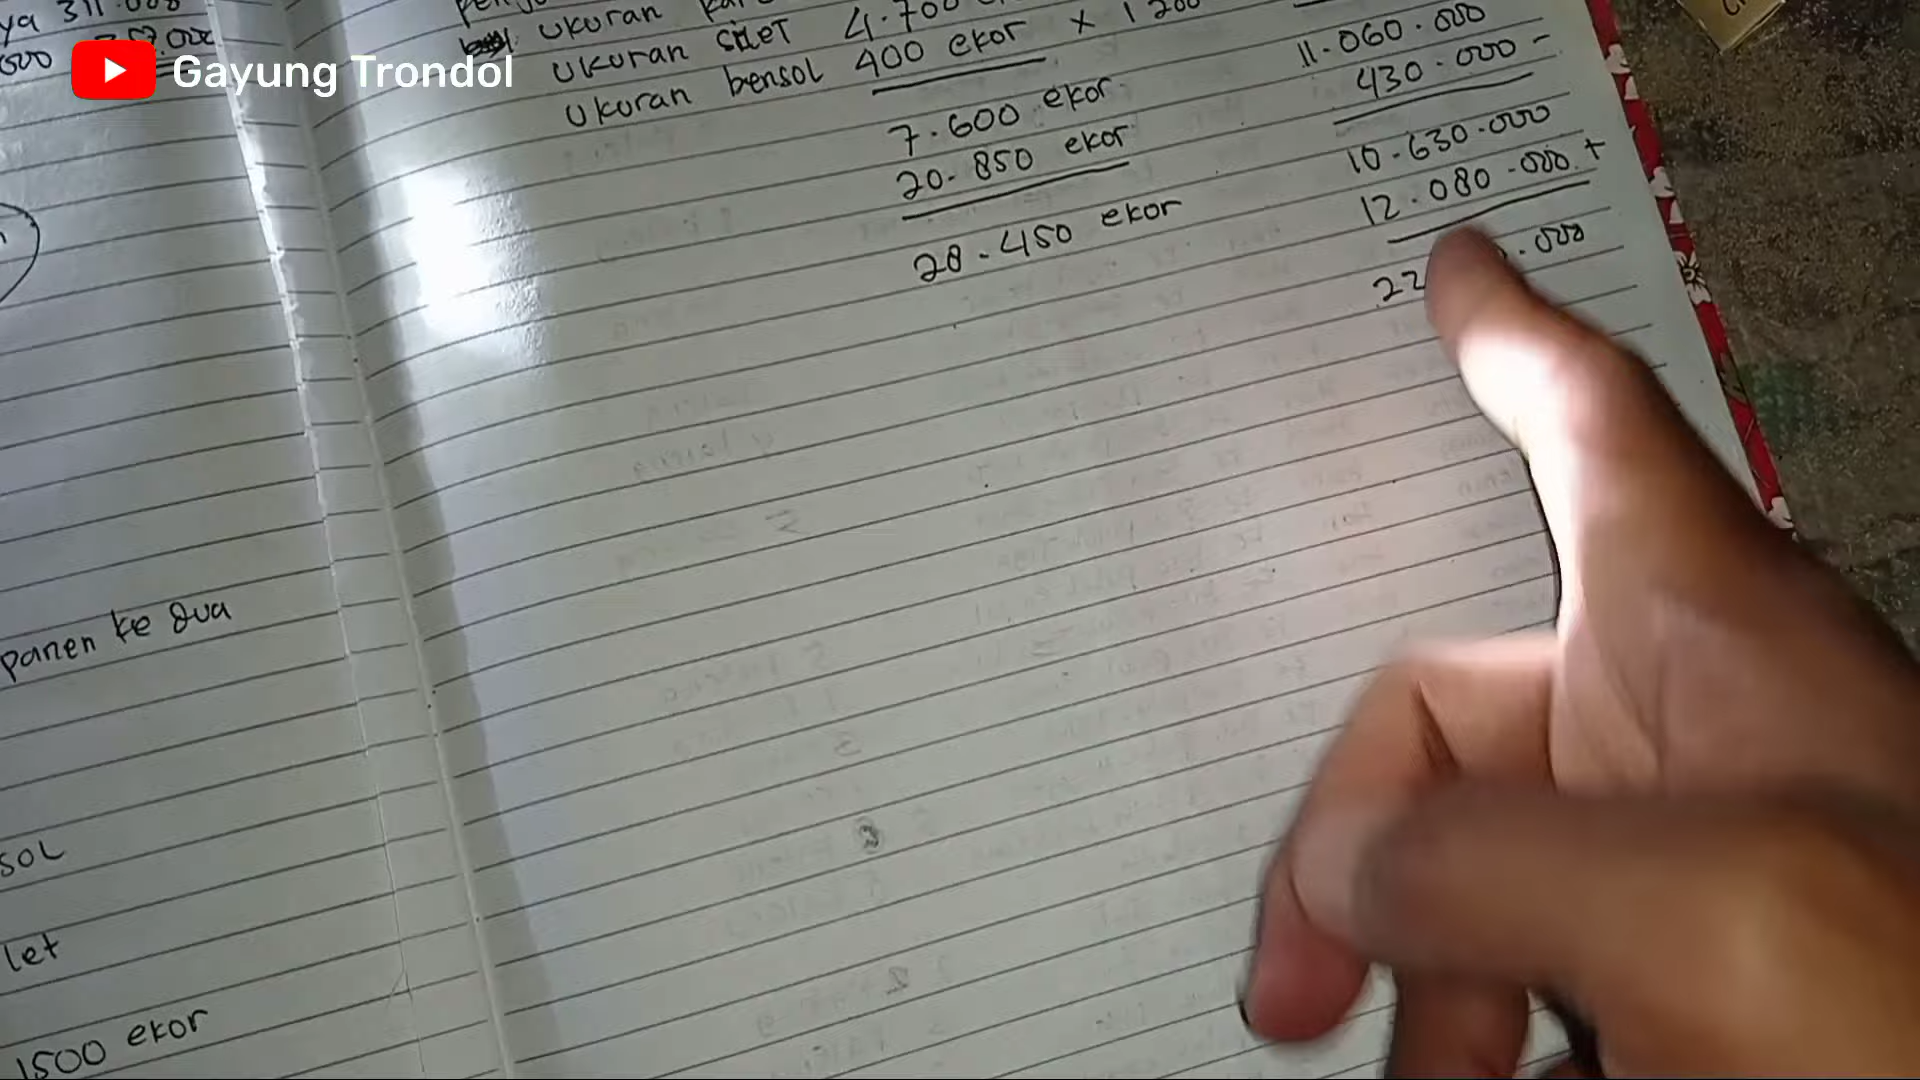 ya 311.000
Gayung Trondol
ukuran
ukuran silet 4.700
ukuran bensol 400 ekor x 1200
7.600 ekor
20.850 ekor
28.450 ekor
11.060.000
430.000 -
10.630.000
12.080.000 +
22 .000
panen ke dua
sol
let
1500 ekor